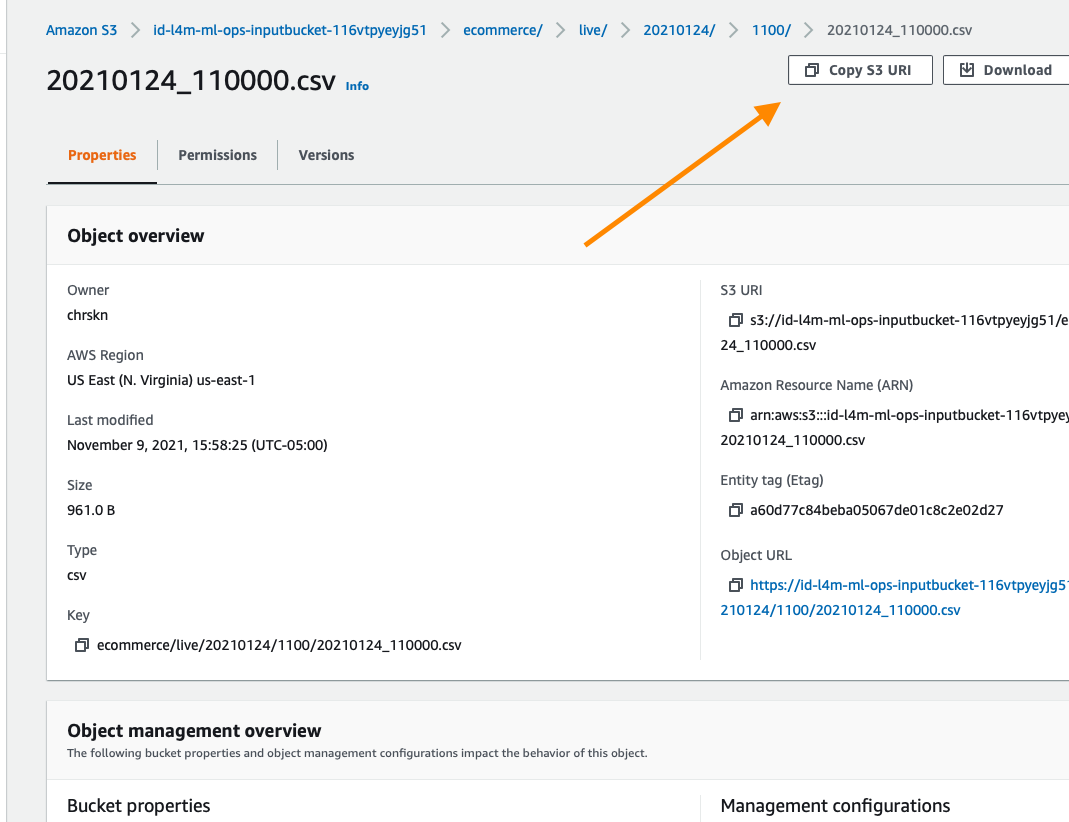 Amazon S3 id-l4m-ml-ops-inputbucket-116vtpyeyjg51 ecommerce/ live/ 20210124/ 1100/ 20210124_110000.csv
20210124_110000.csv Info
Copy S3 URI Download
Properties Permissions Versions
Object overview
Owner
chrskn
AWS Region
US East (N. Virginia) us-east-1
Last modified
November 9, 2021, 15:58:25 (UTC-05:00)
Size
961.0 B
Type
csv
Key
ecommerce/live/20210124/1100/20210124_110000.csv
S3 URI
s3://id-l4m-ml-ops-inputbucket-116vtpyeyjg51/e
24_110000.csv
Amazon Resource Name (ARN)
arn:aws:s3:::id-l4m-ml-ops-inputbucket-116vtpyey
20210124_110000.csv
Entity tag (Etag)
a60d77c84beba05067de01c8c2e02d27
Object URL
https://id-l4m-ml-ops-inputbucket-116vtpyeyjg51
210124/1100/20210124_110000.csv
Object management overview
The following bucket properties and object management configurations impact the behavior of this object.
Bucket properties
Management configurations